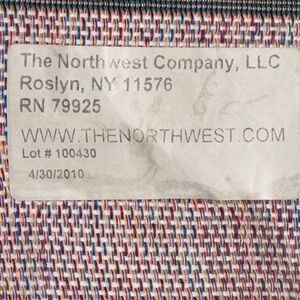 The Northwest Company, LLC
Roslyn, NY 11576
RN 79925
WWW.THENORTHWEST.COM
Lot # 100430
4/30/2010